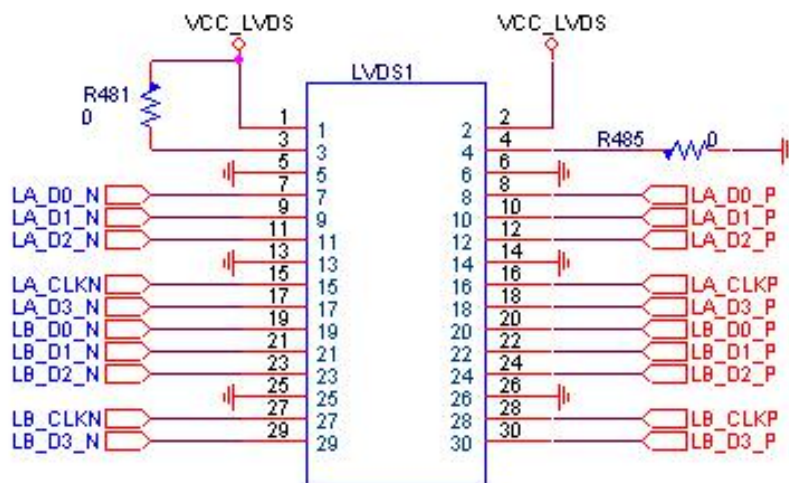 VCC_LVDS VCC_LVDS
LVDS1
R481
0
1 1 2 2
3 3 4 4 R485 0
5 5 6 6
LA_D0_N 7 7 8 8 LA_D0_P
LA_D1_N 9 9 10 10 LA_D1_P
LA_D2_N 11 11 12 12 LA_D2_P
13 13 14 14
LA_CLKN 15 15 16 16 LA_CLKP
LA_D3_N 17 17 18 18 LA_D3_P
LB_D0_N 19 19 20 20 LB_D0_P
LB_D1_N 21 21 22 22 LB_D1_P
LB_D2_N 23 23 24 24 LB_D2_P
25 25 26 26
LB_CLKN 27 27 28 28 LB_CLKP
LB_D3_N 29 29 30 30 LB_D3_P